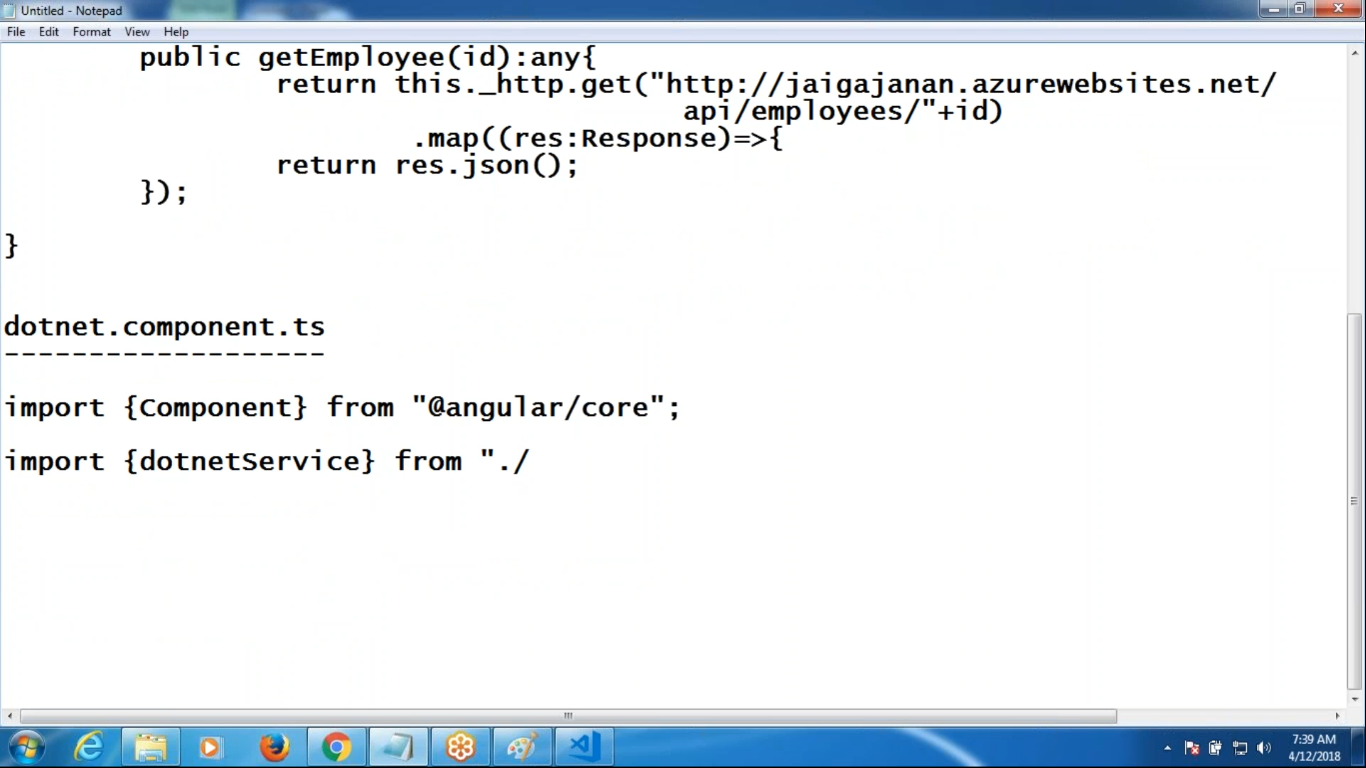 Untitled - Notepad
File Edit Format View Help
public getEmployee(id):any{
return this._http.get("http://jaigajanan.azurewebsites.net/
api/employees/"+id)
.map((res:Response)=>{
return res.json();
});
}
dotnet.component.ts
-------------------
import {Component} from "@angular/core";
import {dotnetService} from "./
7:39 AM
4/12/2018